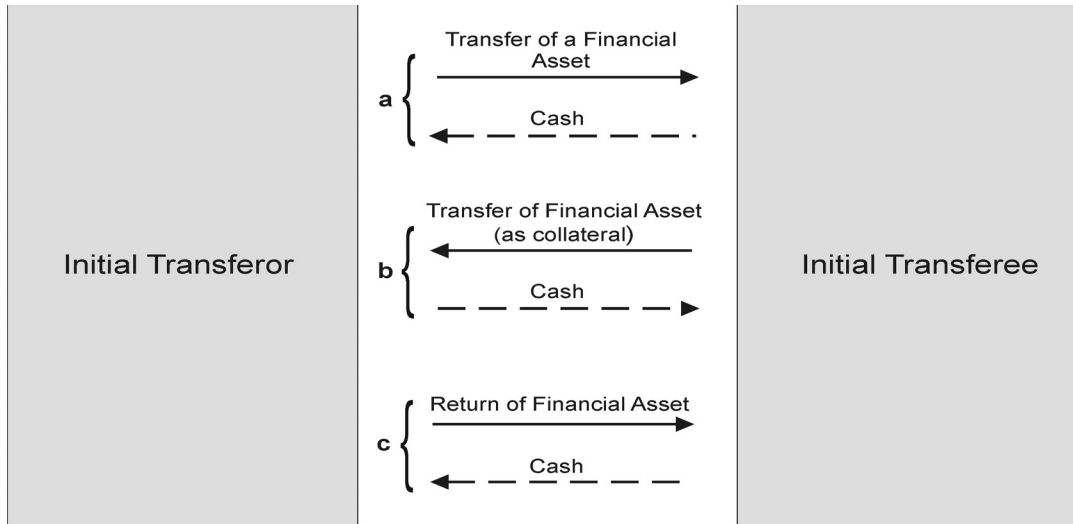 Transfer of a Financial
Asset
a
Cash
Transfer of Financial Asset
(as collateral)
Initial Transferor
b
Initial Transferee
Cash
Return of Financial Asset
c
Cash